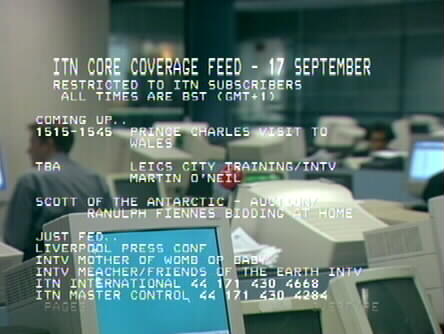 ITN CORE COVERAGE FEED - 17 SEPTEMBER
RESTRICTED TO ITN SUBSCRIBERS
ALL TIMES ARE BST (GMT+1)
COMING UP..
1515-1545 PRINCE CHARLES VISIT TO
WALES
TBA LEICS CITY TRAINING/INTV
MARTIN O'NEIL
SCOTT OF THE ANTARCTIC - AUCTION/
RANULPH FIENNES BIDDING AT HOME
JUST FED..
LIVERPOOL PRESS CONF
INTV MOTHER OF WOMB OP BABY
INTV MEACHER/FRIENDS OF THE EARTH INTV
ITN INTERNATIONAL 44 171 430 4668
ITN MASTER CONTROL 44 171 430 4284
PAGES